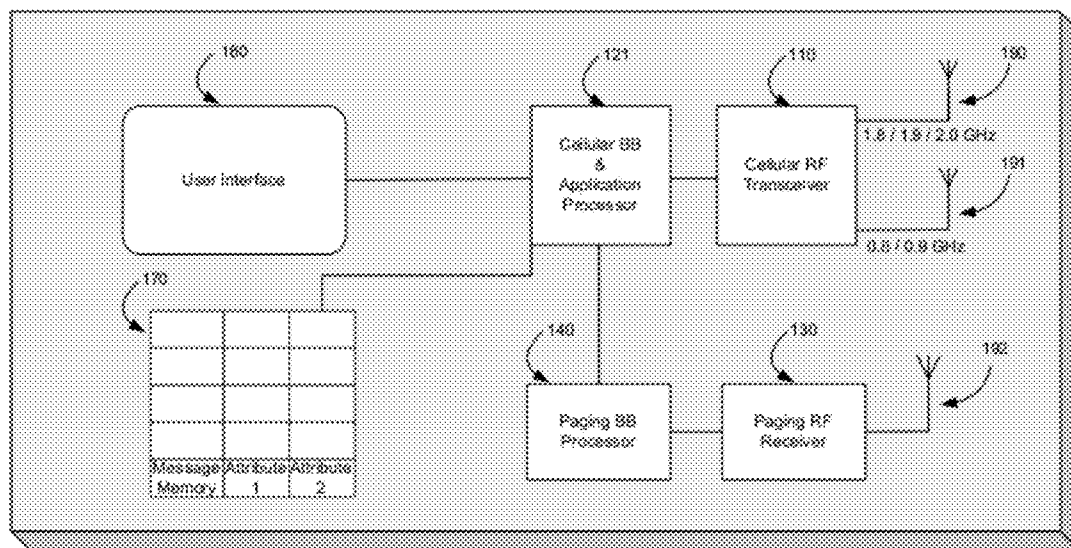 160
121
110
190
User Interface
Cellular BB
&
Application
Processor
Cellular RF
Transceiver
1.8 / 1.9 / 2.0 GHz
191
0.8 / 0.9 GHz
170
140
130
192
Paging BB
Processor
Paging RF
Receiver
Message
Memory
Attribute
1
Attribute
2